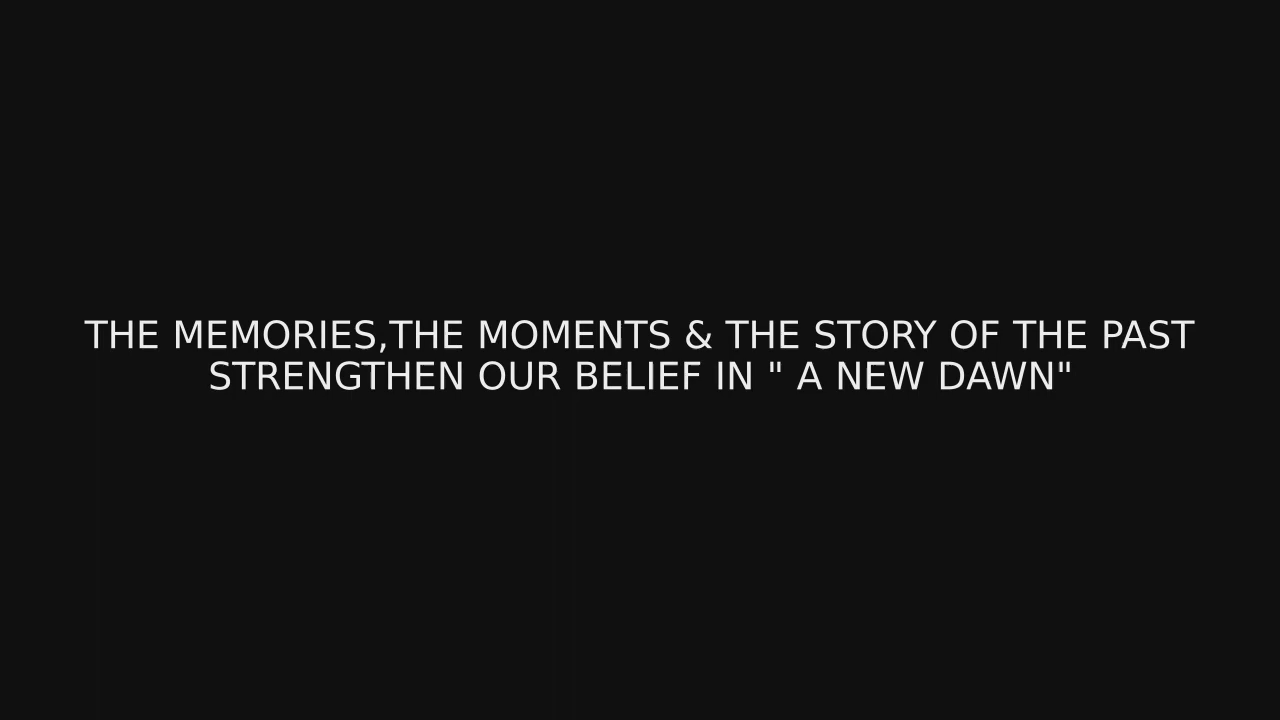 THE MEMORIES,THE MOMENTS & THE STORY OF THE PAST
STRENGTHEN OUR BELIEF IN " A NEW DAWN"